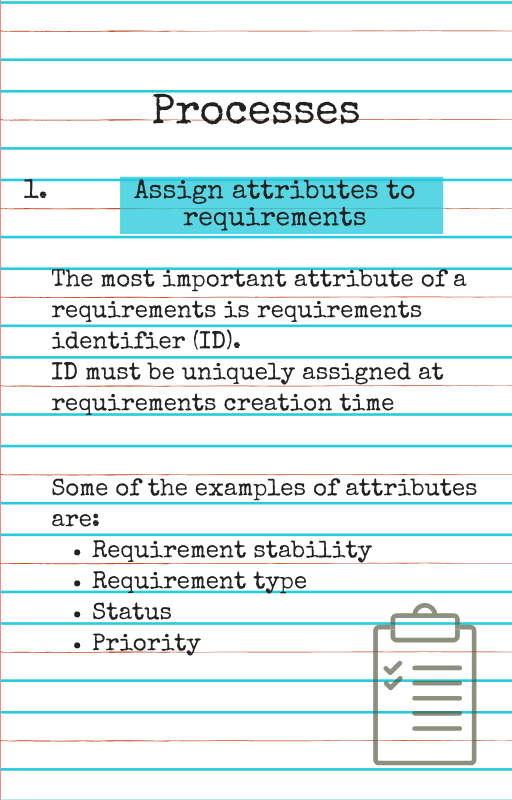 Processes
1.
Assign attributes to
requirements
The most important attribute of a
requirements is requirements
identifier (ID).
ID must be uniquely assigned at
requirements creation time
Some of the examples of attributes
are:
• Requirement stability
• Requirement type
• Status
• Priority